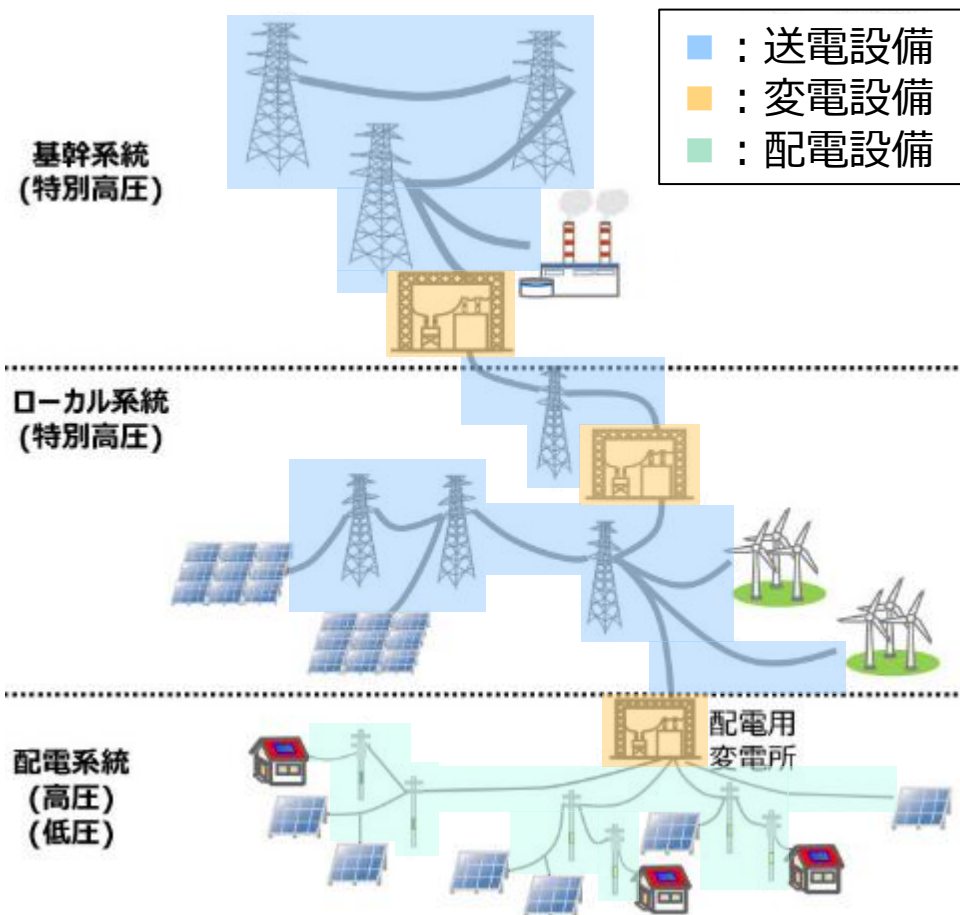 ：送電設備
：変電設備
：配電設備
基幹系統
(特別高圧)
ローカル系統
(特別高圧)
配電用
変電所
配電系統
(高圧)
(低圧)